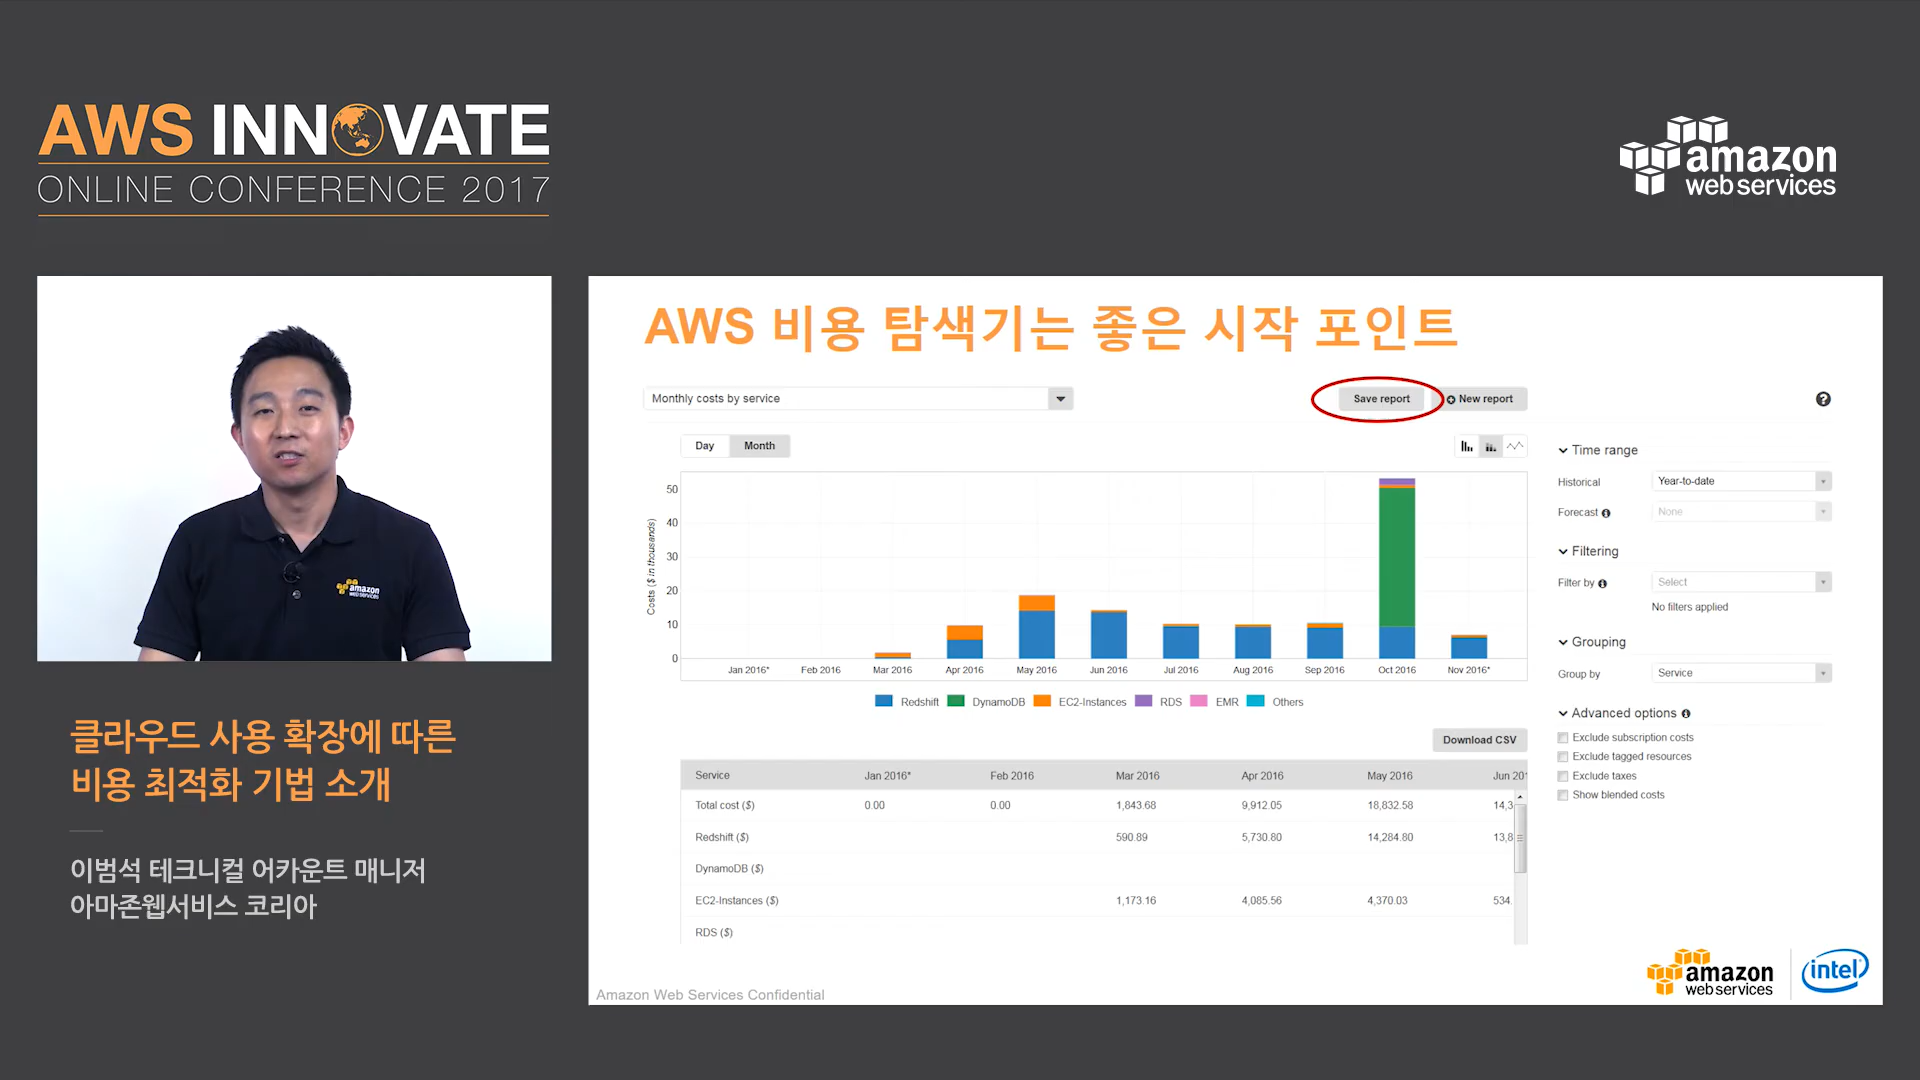 AWS INNOVATE
ONLINE CONFERENCE 2017
amazon
web services
amazon
web services
클라우드 사용 확장에 따른
비용 최적화 기법 소개
이범석 테크니컬 어카운트 매니저
아마존웹서비스 코리아
AWS 비용 탐색기는 좋은 시작 포인트
Monthly costs by service
Save report
New report
Day Month
Costs ($ in thousands)
50
40
30
20
10
0
Jan 2016* Feb 2016 Mar 2016 Apr 2016 May 2016 Jun 2016 Jul 2016 Aug 2016 Sep 2016 Oct 2016 Nov 2016*
Redshift DynamoDB EC2-Instances RDS EMR Others
Download CSV
Service Jan 2016* Feb 2016 Mar 2016 Apr 2016 May 2016 Jun 201
Total cost ($) 0.00 0.00 1,843.68 9,912.05 18,832.58 14,3
Redshift ($) 590.89 5,730.80 14,284.80 13,8
DynamoDB ($)
EC2-Instances ($) 1,173.16 4,085.56 4,370.03 534.
RDS ($)
Time range
Historical Year-to-date
Forecast None
Filtering
Filter by Select
No filters applied
Grouping
Group by Service
Advanced options
Exclude subscription costs
Exclude tagged resources
Exclude taxes
Show blended costs
Amazon Web Services Confidential
amazon
web services
intel